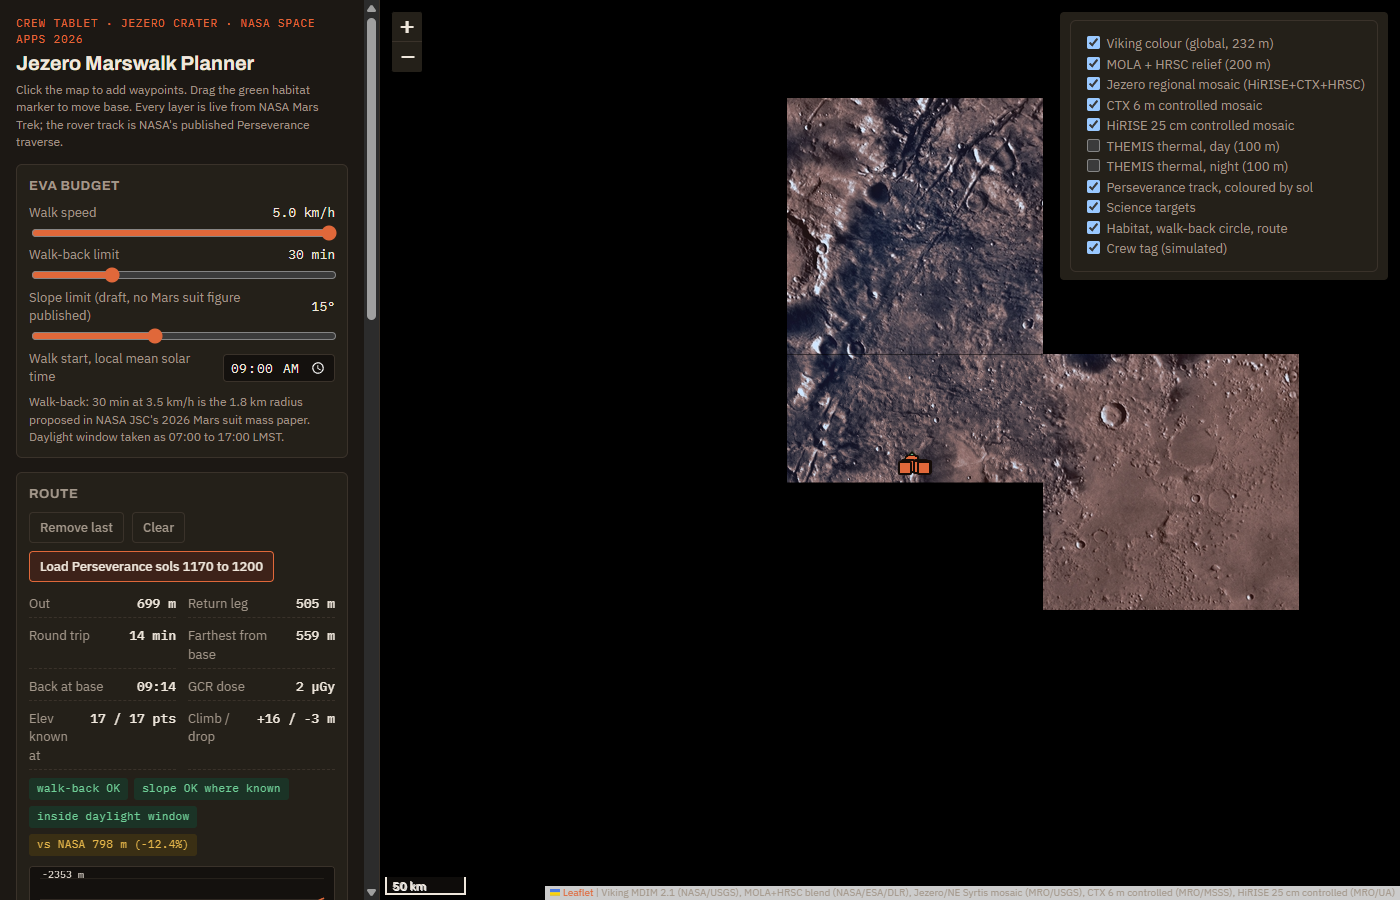 CREW TABLET · JEZERO CRATER · NASA SPACE
APPS 2026
Jezero Marswalk Planner
Click the map to add waypoints. Drag the green habitat
marker to move base. Every layer is live from NASA Mars
Trek; the rover track is NASA's published Perseverance
traverse.
EVA BUDGET
Walk speed 5.0 km/h
Walk-back limit 30 min
Slope limit (draft, no Mars suit figure
published) 15°
Walk start, local mean solar
time 09:00 AM
Walk-back: 30 min at 3.5 km/h is the 1.8 km radius
proposed in NASA JSC's 2026 Mars suit mass paper.
Daylight window taken as 07:00 to 17:00 LMST.
ROUTE
Remove last Clear
Load Perseverance sols 1170 to 1200
Out 699 m Return leg 505 m
Round trip 14 min Farthest from
base 559 m
Back at base 09:14 GCR dose 2 µGy
Elev
known
at 17 / 17 pts Climb /
drop +16 / -3 m
walk-back OK slope OK where known
inside daylight window
vs NASA 798 m (-12.4%)
-2353 m
+
−
50 km
Viking colour (global, 232 m)
MOLA + HRSC relief (200 m)
Jezero regional mosaic (HiRISE+CTX+HRSC)
CTX 6 m controlled mosaic
HiRISE 25 cm controlled mosaic
THEMIS thermal, day (100 m)
THEMIS thermal, night (100 m)
Perseverance track, coloured by sol
Science targets
Habitat, walk-back circle, route
Crew tag (simulated)
Leaflet | Viking MDIM 2.1 (NASA/USGS), MOLA+HRSC blend (NASA/ESA/DLR), Jezero/NE Syrtis mosaic (MRO/USGS), CTX 6 m controlled (MRO/MSSS), HiRISE 25 cm controlled (MRO/UA)